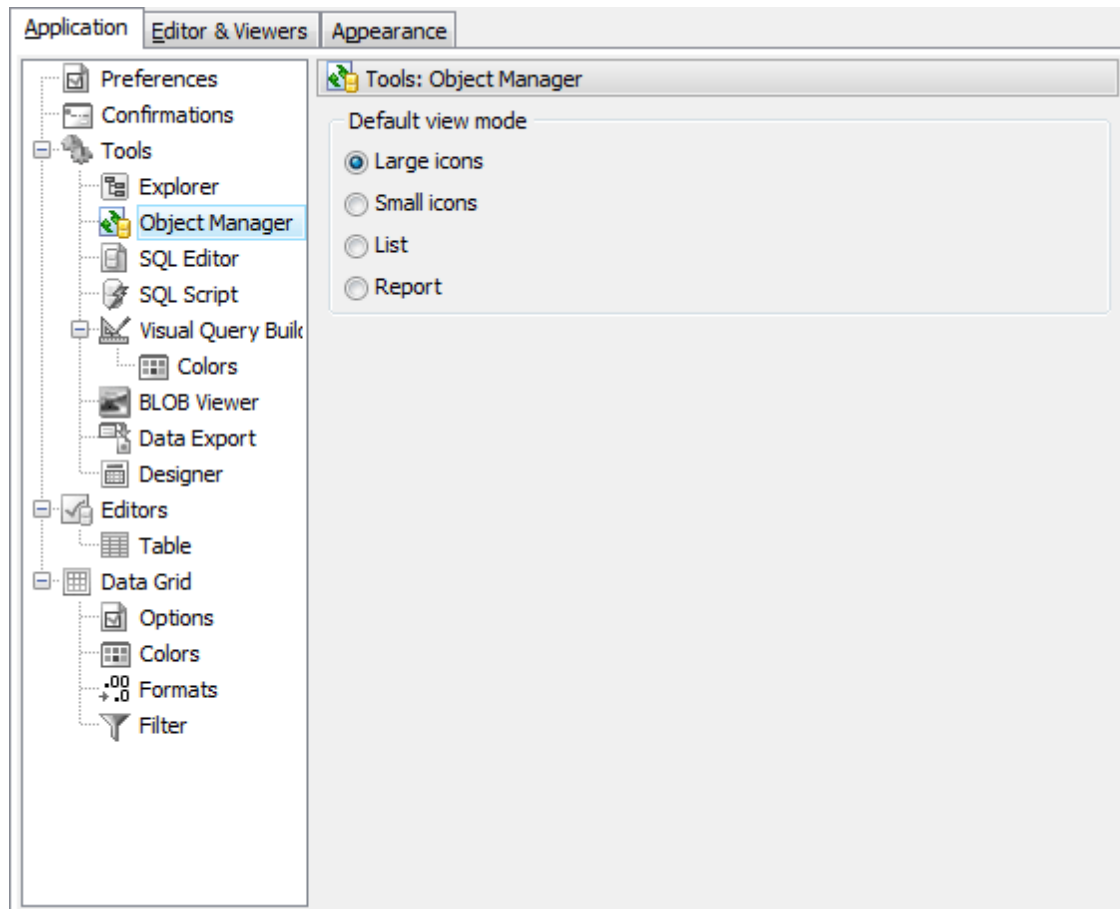 Application
Editor & Viewers
Appearance
Preferences
Confirmations
Tools
Explorer
Object Manager
SQL Editor
SQL Script
Visual Query Build
Colors
BLOB Viewer
Data Export
Designer
Editors
Table
Data Grid
Options
Colors
Formats
Filter
Tools: Object Manager
Default view mode
Large icons
Small icons
List
Report